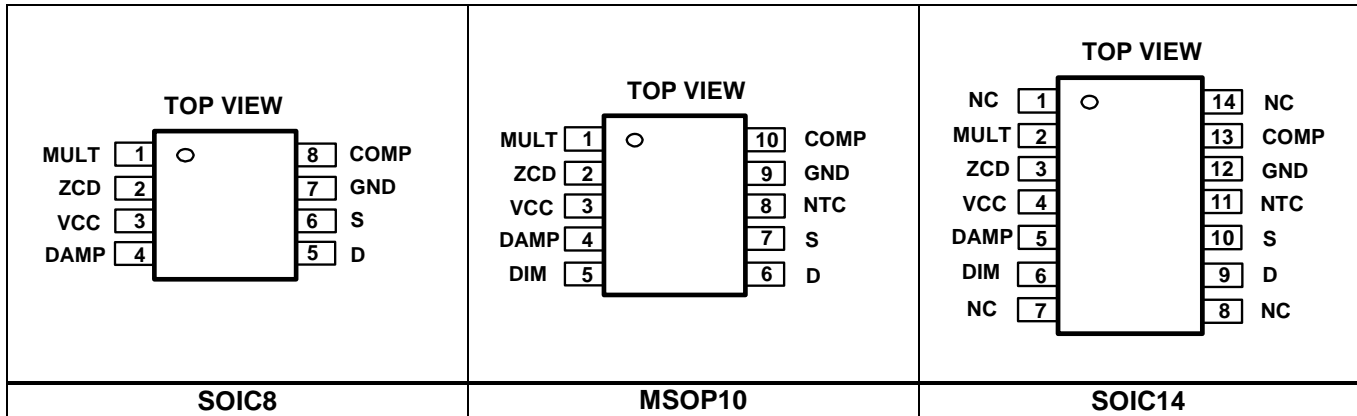 TOP VIEW
MULT 1 8 COMP
ZCD 2 7 GND
VCC 3 6 S
DAMP 4 5 D
SOIC8
TOP VIEW
MULT 1 10 COMP
ZCD 2 9 GND
VCC 3 8 NTC
DAMP 4 7 S
DIM 5 6 D
MSOP10
TOP VIEW
NC 1 14 NC
MULT 2 13 COMP
ZCD 3 12 GND
VCC 4 11 NTC
DAMP 5 10 S
DIM 6 9 D
NC 7 8 NC
SOIC14